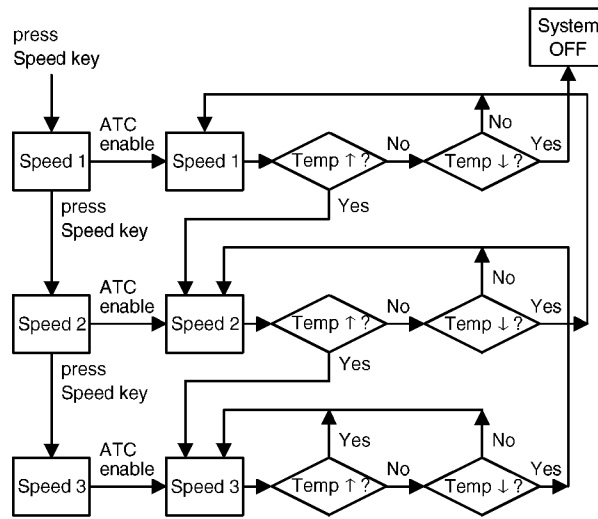 press
Speed key
System
OFF
ATC
enable
Speed 1
Speed 1
Temp ↑ ?
No
Temp ↓ ?
No
Yes
Yes
press
Speed key
ATC
enable
Speed 2
Speed 2
Temp ↑ ?
No
Temp ↓ ?
No
Yes
Yes
press
Speed key
ATC
enable
Speed 3
Speed 3
Temp ↑ ?
Yes
No
Temp ↓ ?
No
Yes